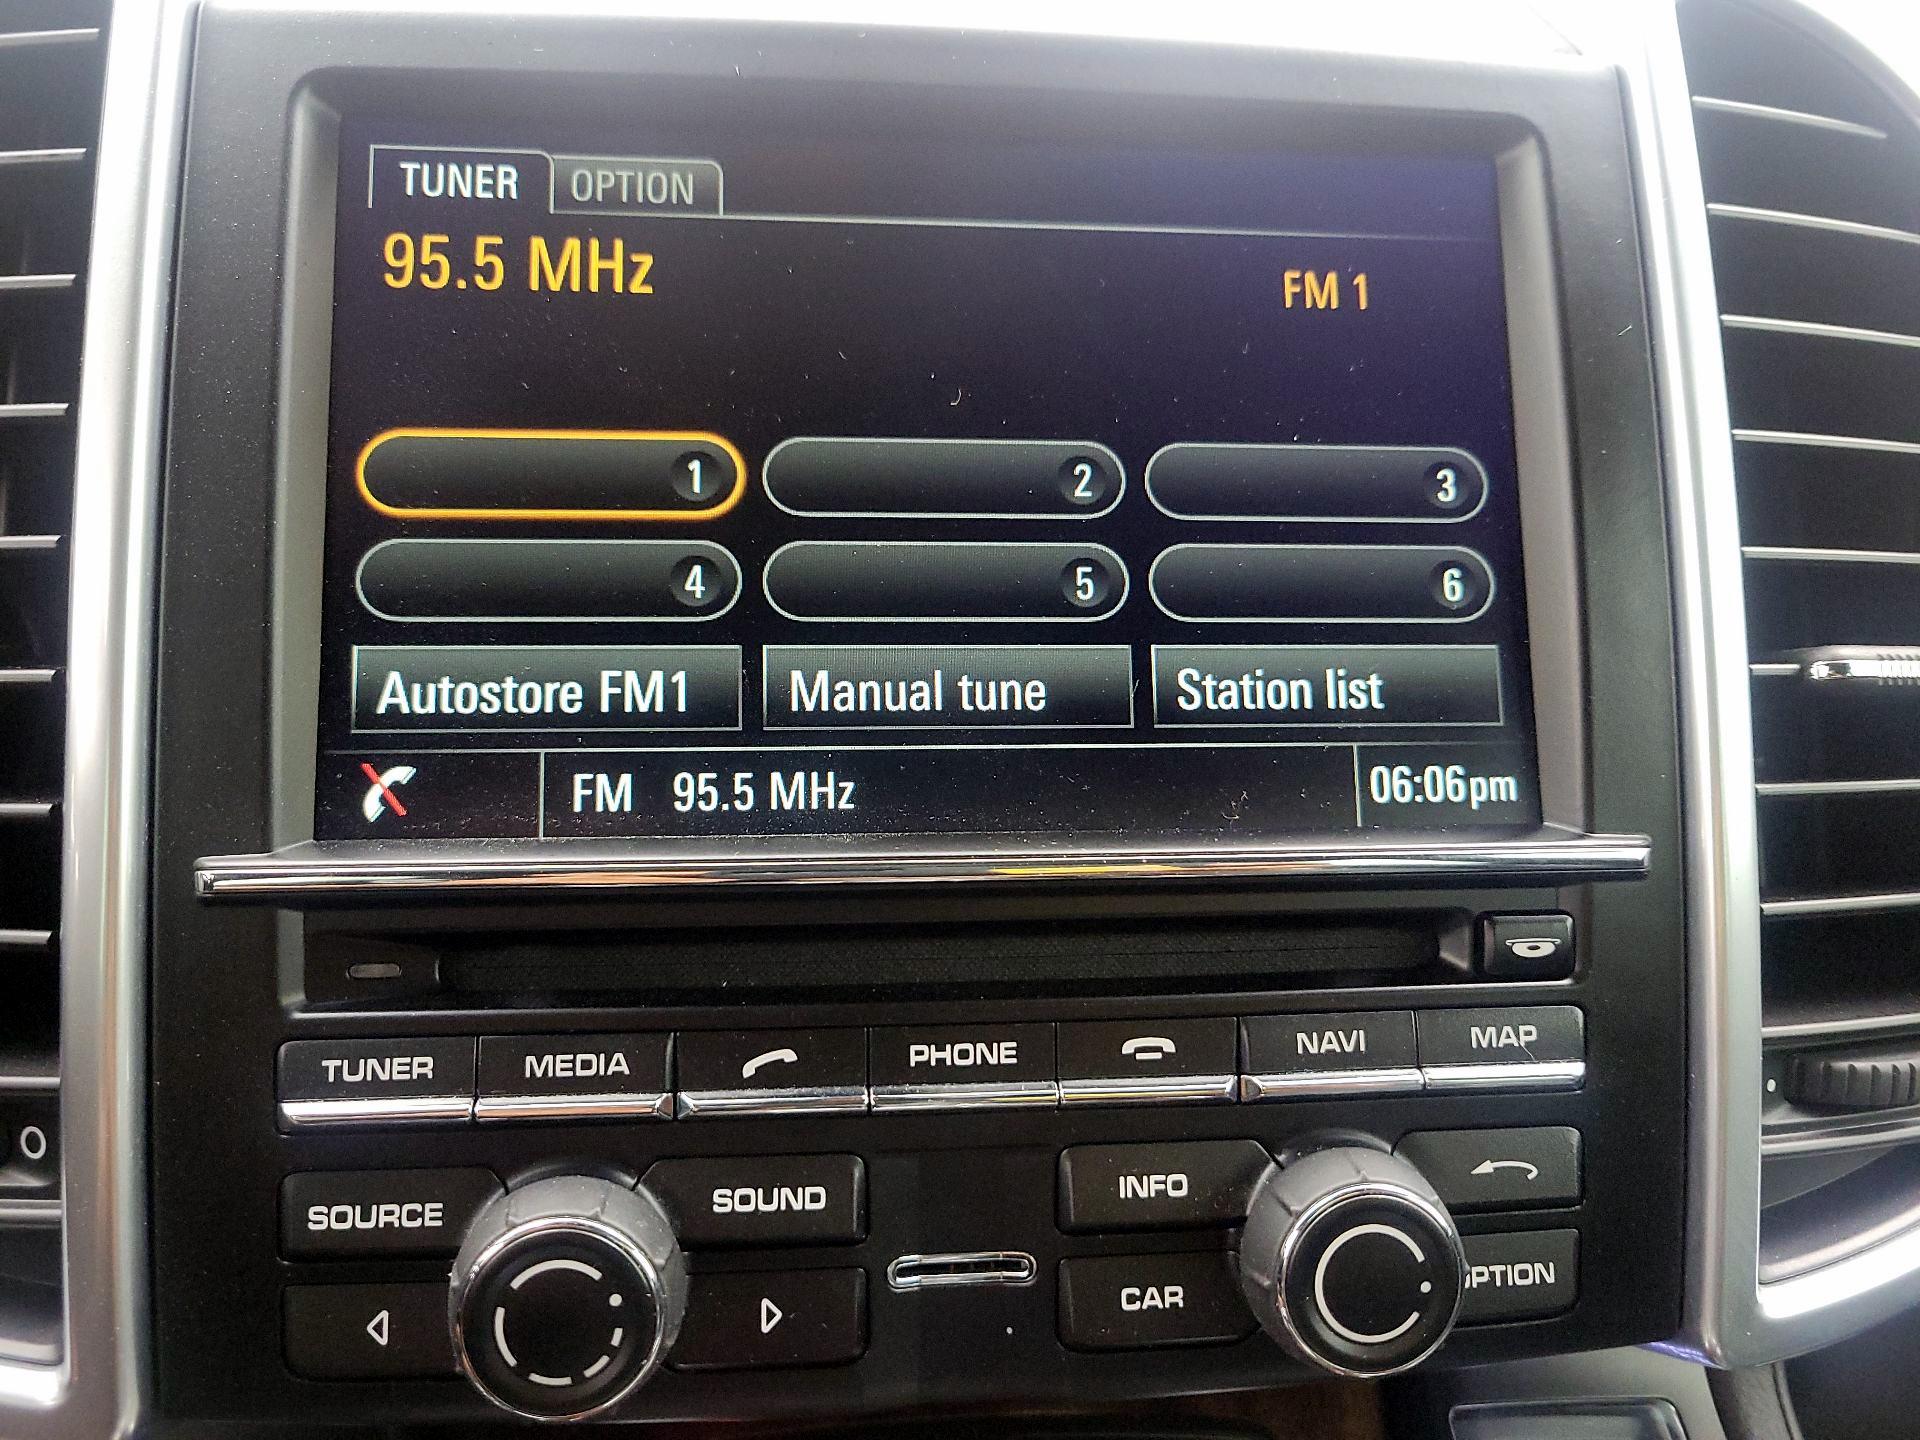 TUNER OPTION
95.5 MHz FM 1
1 2 3
4 5 6
Autostore FM1 Manual tune Station list
FM 95.5 MHz 06:06pm
TUNER MEDIA PHONE NAVI MAP
SOURCE SOUND INFO
CAR PTION
O